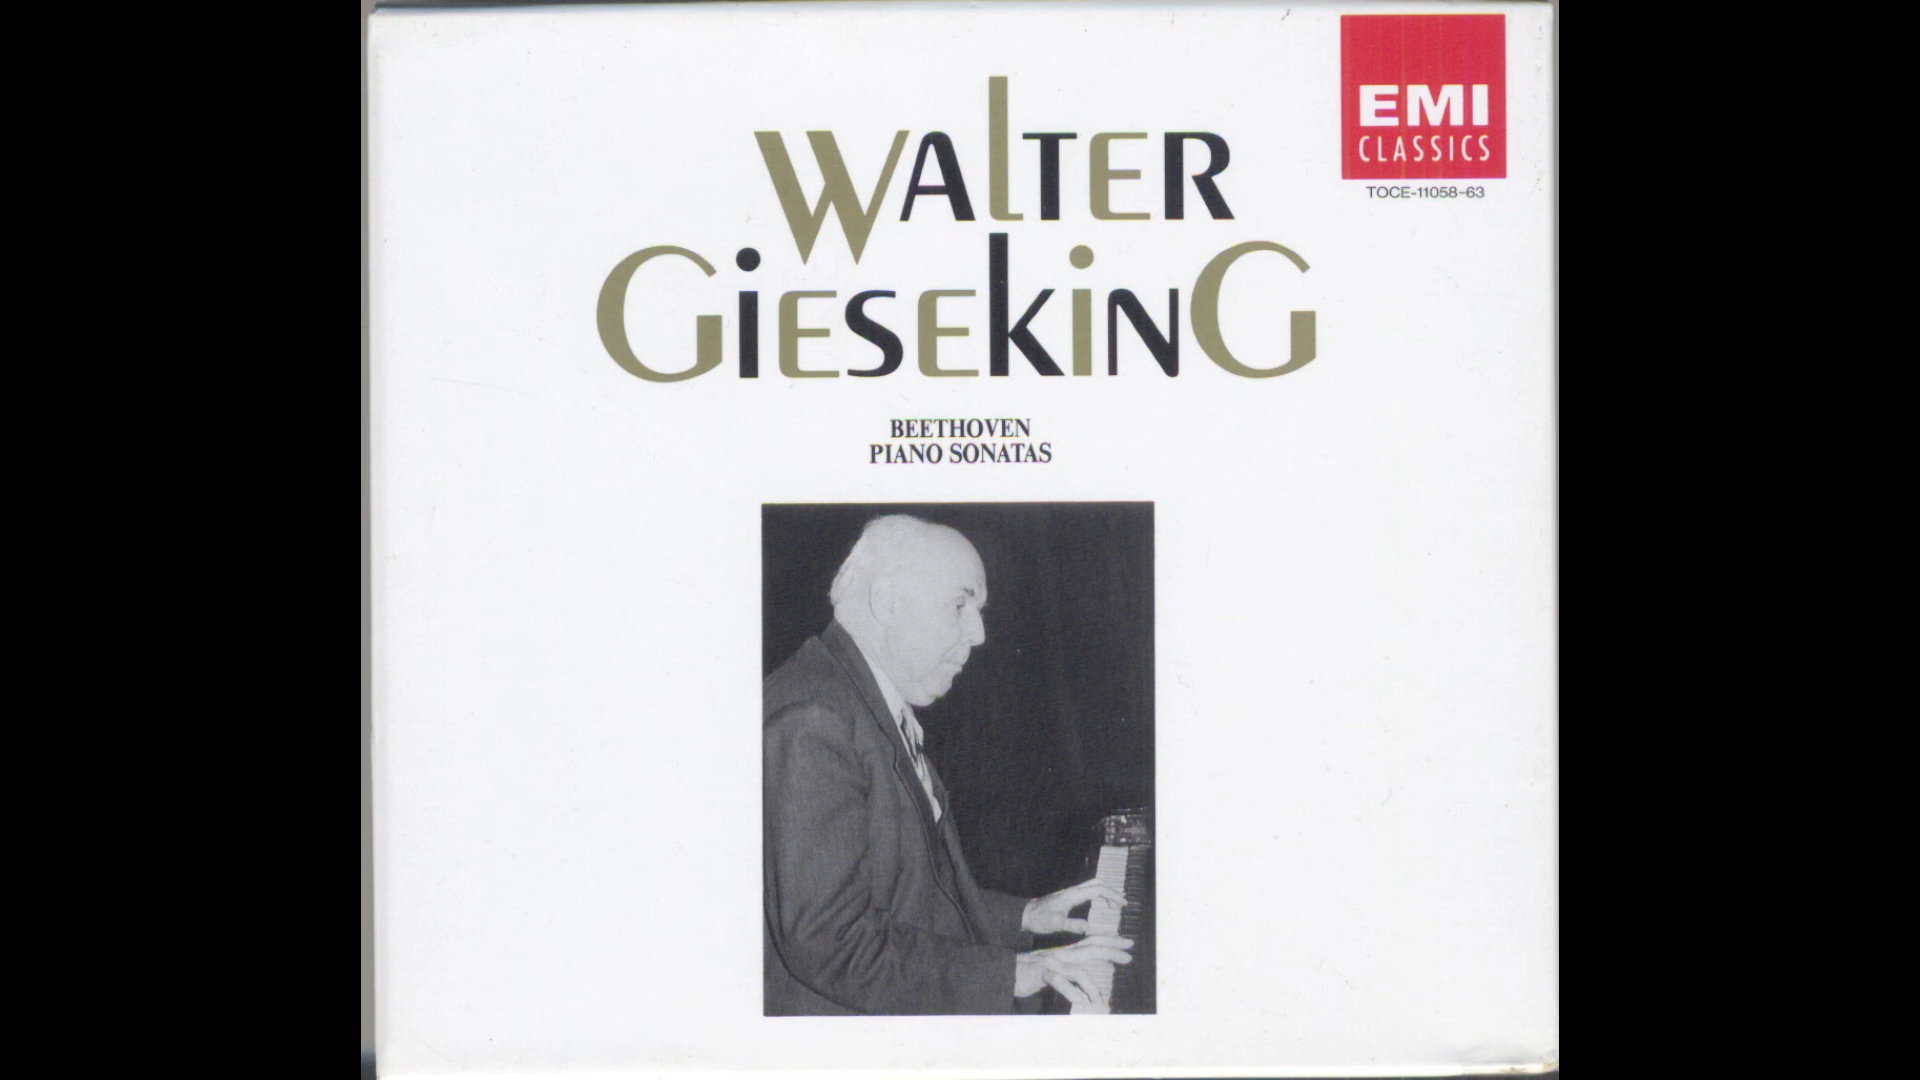 EMI
CLASSICS
TOCE-11058-63
WALTER
GIESEKING
BEETHOVEN
PIANO SONATAS